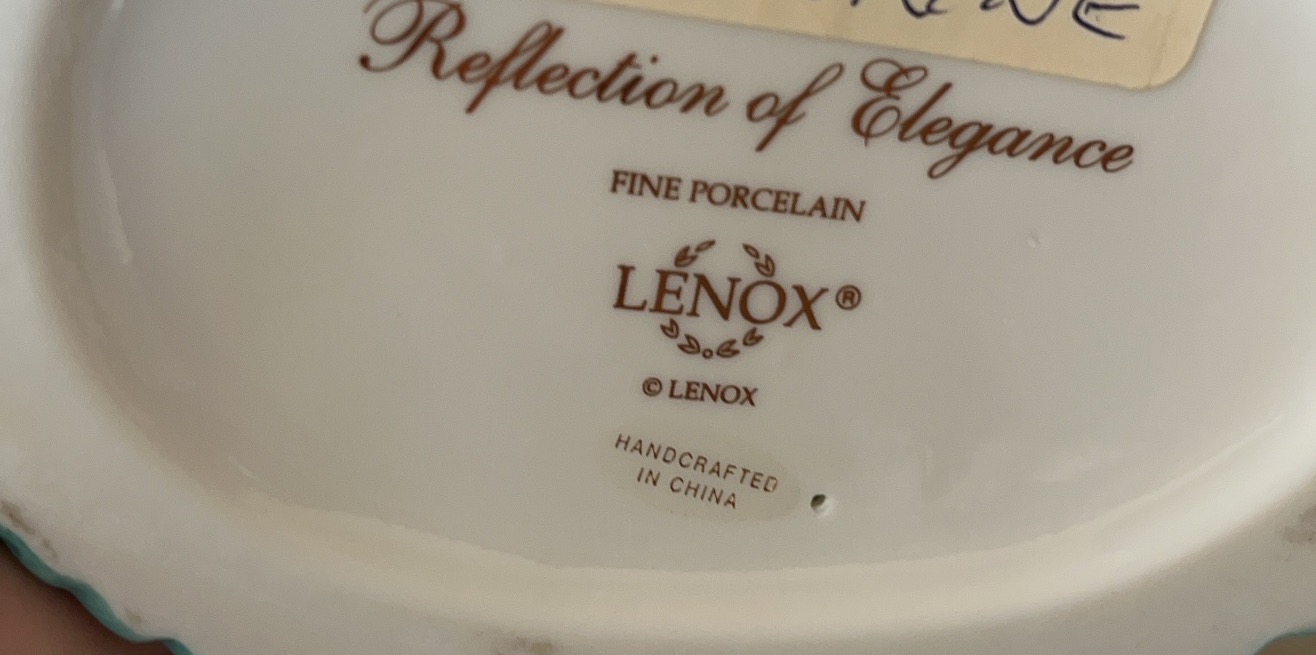 Reflection of Elegance
FINE PORCELAIN
LENOX®
© LENOX
HANDCRAFTED
IN CHINA